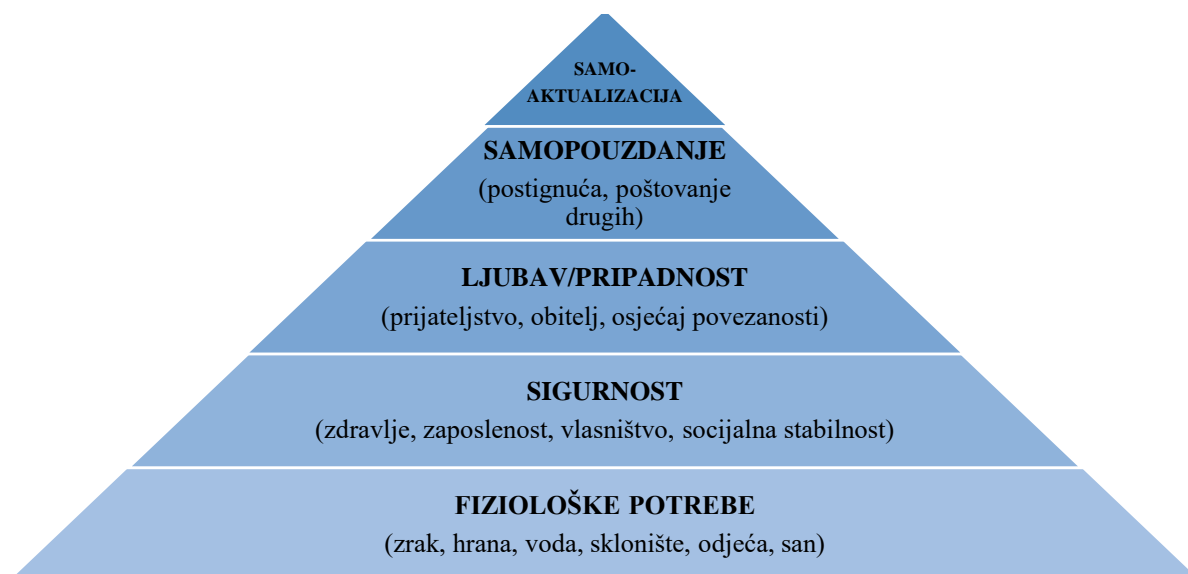 SAMO-
AKTUALIZACIJA
SAMOPOUZDANJE
(postignuća, poštovanje
drugih)
LJUBAV/PRIPADNOST
(prijateljstvo, obitelj, osjećaj povezanosti)
SIGURNOST
(zdravlje, zaposlenost, vlasništvo, socijalna stabilnost)
FIZIOLOŠKE POTREBE
(zrak, hrana, voda, sklonište, odjeća, san)